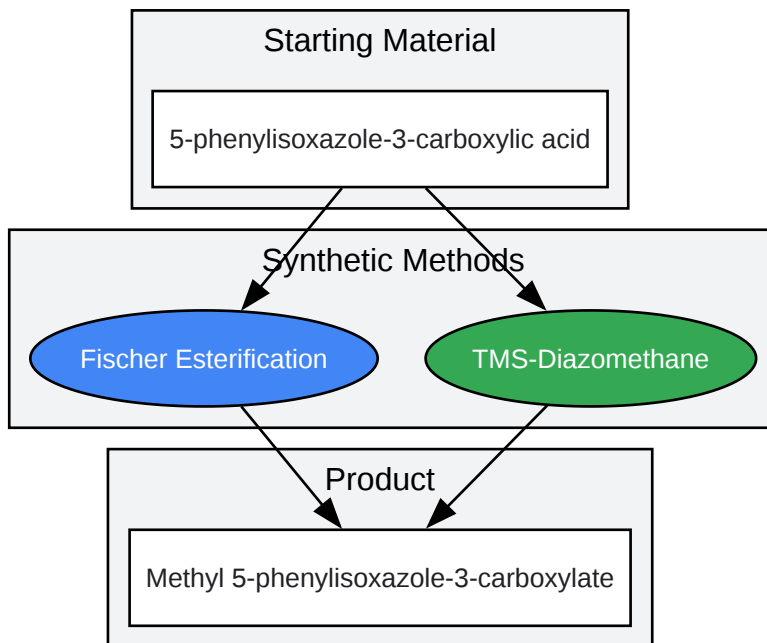 Starting Material
5-phenylisoxazole-3-carboxylic acid
Synthetic Methods
Fischer Esterification
TMS-Diazomethane
Product
Methyl 5-phenylisoxazole-3-carboxylate